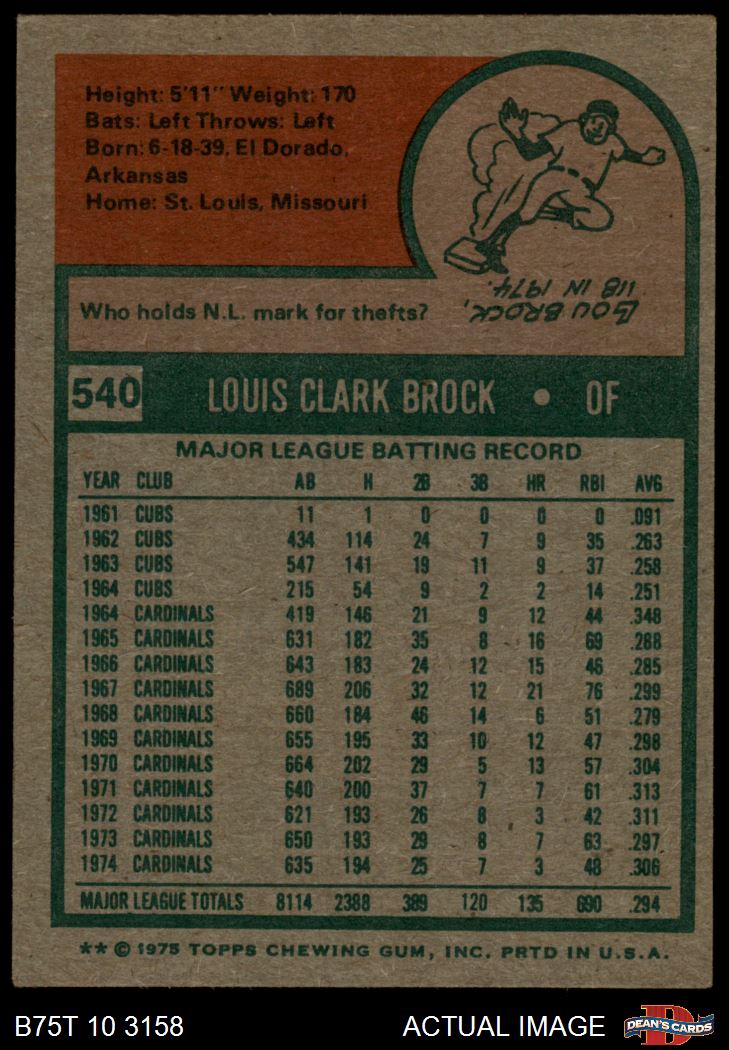 Height: 5'11" Weight: 170
Bats: Left Throws: Left
Born: 6-18-39, El Dorado,
Arkansas
Home: St. Louis, Missouri
Who holds N.L. mark for thefts?
LOU BROCK,
118 IN 1974.
540 LOUIS CLARK BROCK • OF
MAJOR LEAGUE BATTING RECORD
YEAR CLUB AB H 2B 3B HR RBI AVG
1961 CUBS 11 1 0 0 0 0 .091
1962 CUBS 434 114 24 7 9 35 .263
1963 CUBS 547 141 19 11 9 37 .258
1964 CUBS 215 54 9 2 2 14 .251
1964 CARDINALS 419 146 21 9 12 44 .348
1965 CARDINALS 631 182 35 8 16 69 .288
1966 CARDINALS 643 183 24 12 15 46 .285
1967 CARDINALS 689 206 32 12 21 76 .299
1968 CARDINALS 660 184 46 14 6 51 .279
1969 CARDINALS 655 195 33 10 12 47 .298
1970 CARDINALS 664 202 29 5 13 57 .304
1971 CARDINALS 640 200 37 7 7 61 .313
1972 CARDINALS 621 193 26 8 3 42 .311
1973 CARDINALS 650 193 29 8 7 63 .297
1974 CARDINALS 635 194 25 7 3 48 .306
MAJOR LEAGUE TOTALS 8114 2388 389 120 135 690 .294
** © 1975 TOPPS CHEWING GUM, INC. PRTD IN U.S.A.
B75T 10 3158 ACTUAL IMAGE D DEAN'S CARDS